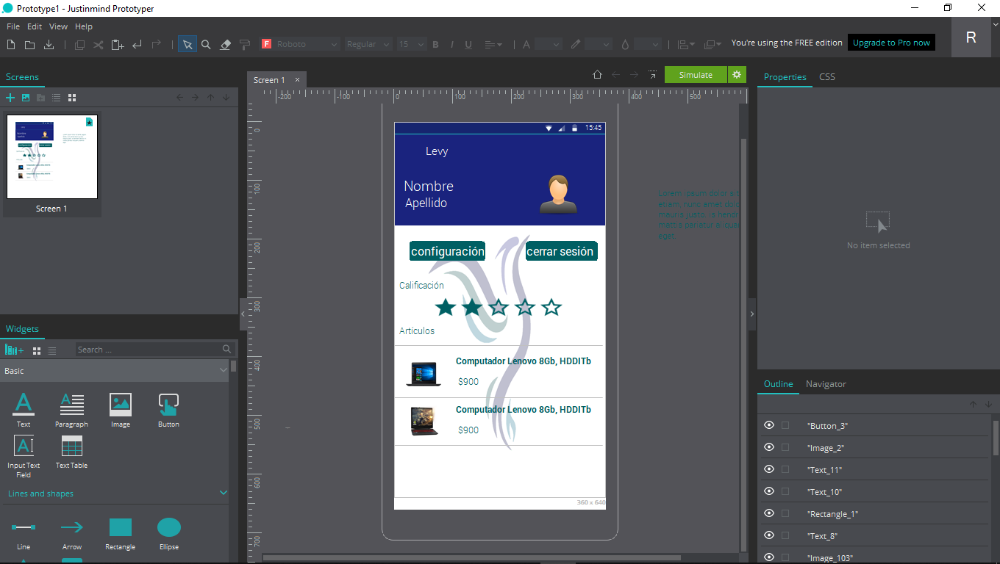 Prototype1 - Justinmind Prototyper
File Edit View Help
F Roboto Regular 15 B I U A
You're using the FREE edition Upgrade to Pro now R
Screens
Screen 1
Screen 1 ×
Simulate
-200 -100 0 100 200 300 400 500
0
100
200
300
400
500
600
700
15:45
Levy
Nombre
Apellido
configuración cerrar sesión
Calificación
Artículos
Computador Lenovo 8Gb, HDDITb
$900
Computador Lenovo 8Gb, HDDITb
$900
360 x 640
Lorem ipsum dolor s
etiam, nunc amet dolo
mauris justo. Is hendr
mattis pariatur aliqua
eget.
Widgets
Search ...
Basic
Text Paragraph Image Button
Input Text Field
Text Table
Lines and shapes
Line Arrow Rectangle Ellipse
Properties CSS
No item selected
Outline Navigator
"Button_3"
"Image_2"
"Text_11"
"Text_10"
"Rectangle_1"
"Text_8"
"Image_103"